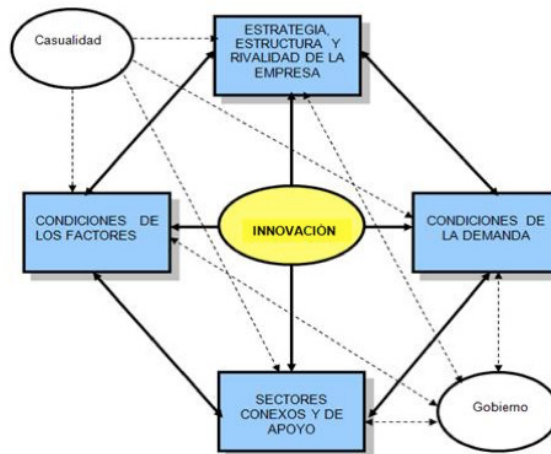 Casualidad
ESTRATEGIA,
ESTRUCTURA Y
RIVALIDAD DE LA
EMPRESA
CONDICIONES DE
LOS FACTORES
INNOVACIÓN
CONDICIONES DE
LA DEMANDA
SECTORES
CONEXOS Y DE
APOYO
Gobierno